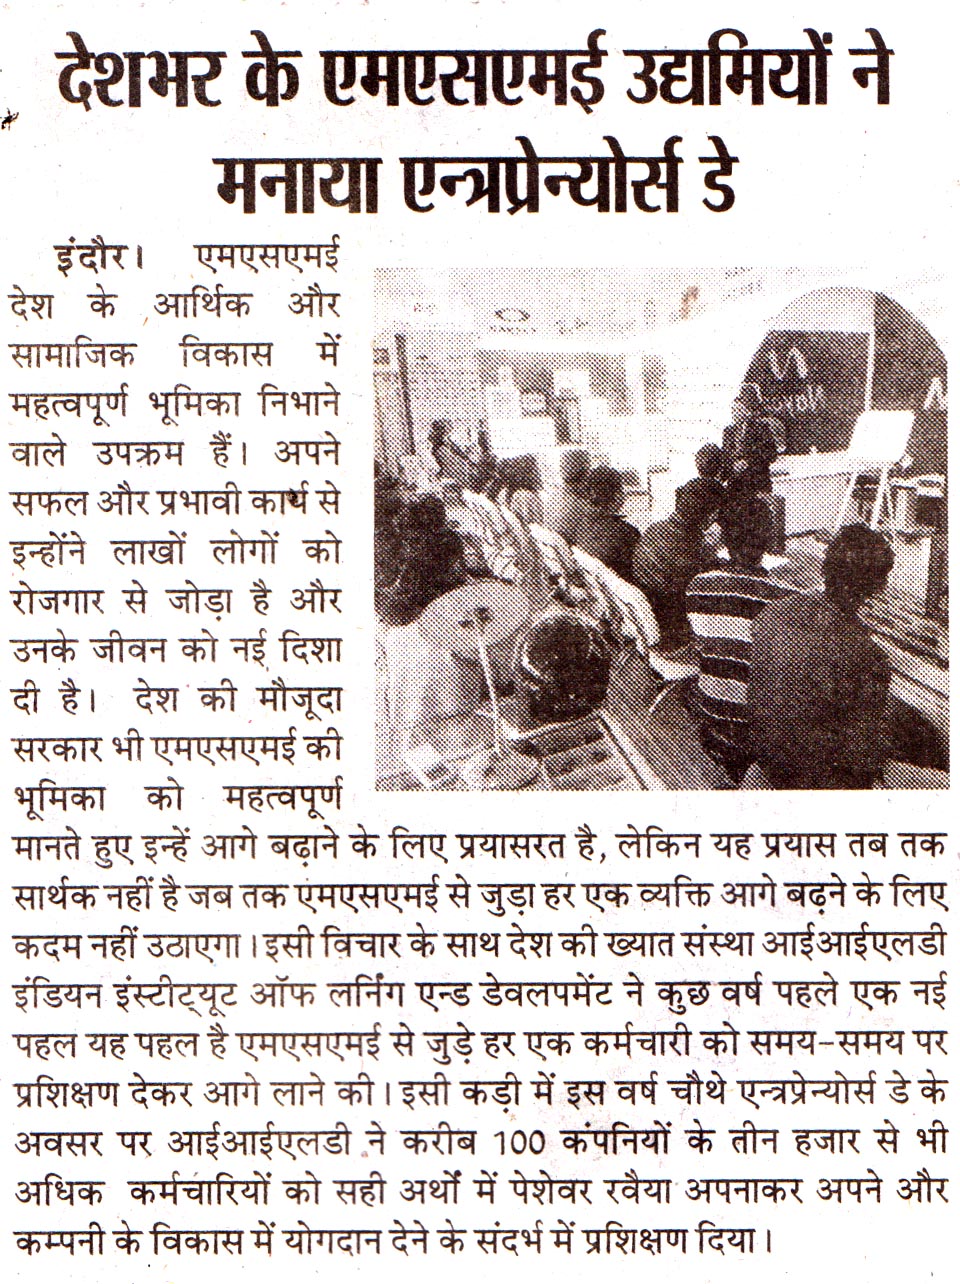 देशभर के एमएसएमई उद्यमियों ने
मनाया एन्त्रप्रेन्योर्स डे
इंदौर। एमएसएमई
देश के आर्थिक और
सामाजिक विकास में
महत्वपूर्ण भूमिका निभाने
वाले उपक्रम हैं। अपने
सफल और प्रभावी कार्य से
इन्होंने लाखों लोगों को
रोजगार से जोड़ा है और
उनके जीवन को नई दिशा
दी है। देश की मौजूदा
सरकार भी एमएसएमई की
भूमिका को महत्वपूर्ण
मानते हुए इन्हें आगे बढ़ाने के लिए प्रयासरत है, लेकिन यह प्रयास तब तक
सार्थक नहीं है जब तक एमएसएमई से जुड़ा हर एक व्यक्ति आगे बढ़ने के लिए
कदम नहीं उठाएगा। इसी विचार के साथ देश की ख्यात संस्था आईआईएलडी
इंडियन इंस्टीट्यूट ऑफ लर्निंग एन्ड डेवलपमेंट ने कुछ वर्ष पहले एक नई
पहल यह पहल है एमएसएमई से जुड़े हर एक कर्मचारी को समय-समय पर
प्रशिक्षण देकर आगे लाने की। इसी कड़ी में इस वर्ष चौथे एन्त्रप्रेन्योर्स डे के
अवसर पर आईआईएलडी ने करीब 100 कंपनियों के तीन हजार से भी
अधिक कर्मचारियों को सही अर्थों में पेशेवर रवैया अपनाकर अपने और
कम्पनी के विकास में योगदान देने के संदर्भ में प्रशिक्षण दिया।